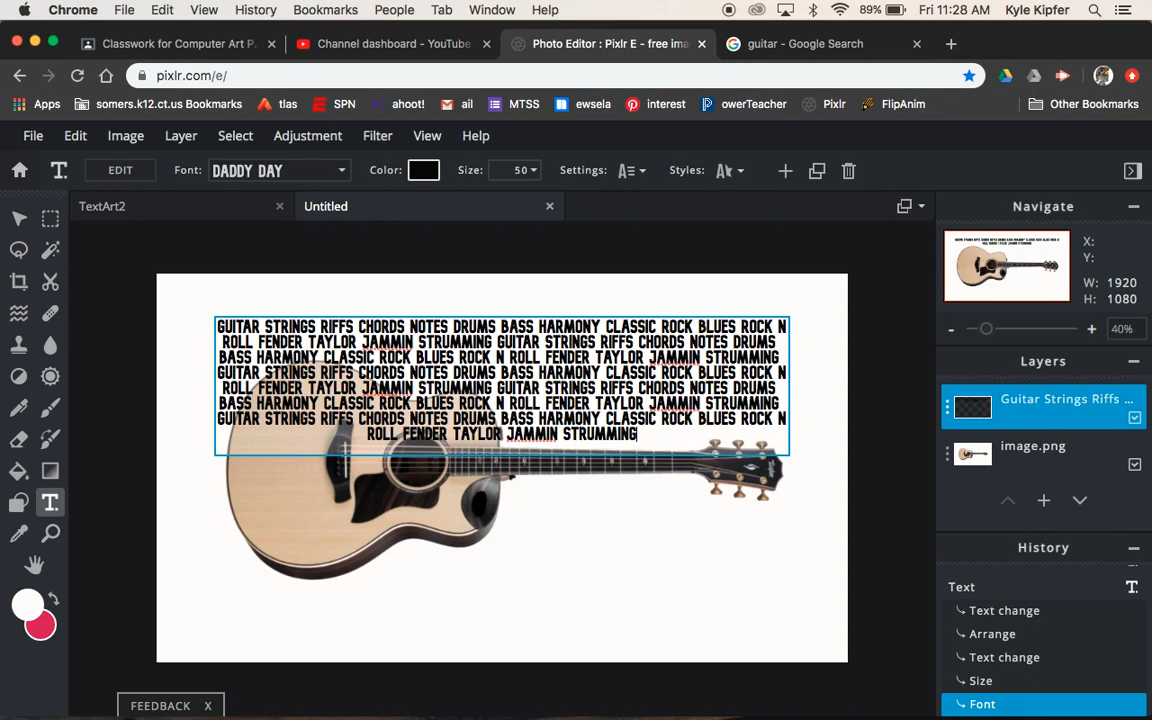 Chrome File Edit View History Bookmarks People Tab Window Help 89% Fri 11:28 AM Kyle Kipfer
Classwork for Computer Art P. × YouTube Channel dashboard - YouTube × Photo Editor : Pixlr E - free ima × guitar - Google Search × +
pixlr.com/e/
Apps somers.k12.ct.us Bookmarks tlas SPN ahoot! ail MTSS ewsela interest owerTeacher Pixlr FlipAnim Other Bookmarks
File Edit Image Layer Select Adjustment Filter View Help
EDIT Font: DADDY DAY Color: Size: 50 Settings: Styles:
TextArt2 × Untitled × Navigate
X:
Y:
W: 1920
H: 1080
- + 40%
GUITAR STRINGS RIFFS CHORDS NOTES DRUMS BASS HARMONY CLASSIC ROCK BLUES ROCK N
ROLL FENDER TAYLOR JAMMIN STRUMMING GUITAR STRINGS RIFFS CHORDS NOTES DRUMS
BASS HARMONY CLASSIC ROCK BLUES ROCK N ROLL FENDER TAYLOR JAMMIN STRUMMING
GUITAR STRINGS RIFFS CHORDS NOTES DRUMS BASS HARMONY CLASSIC ROCK BLUES ROCK N
ROLL FENDER TAYLOR JAMMIN STRUMMING GUITAR STRINGS RIFFS CHORDS NOTES DRUMS
BASS HARMONY CLASSIC ROCK BLUES ROCK N ROLL FENDER TAYLOR JAMMIN STRUMMING
GUITAR STRINGS RIFFS CHORDS NOTES DRUMS BASS HARMONY CLASSIC ROCK BLUES ROCK N
ROLL FENDER TAYLOR JAMMIN STRUMMING
Layers
Guitar Strings Riffs ...
image.png
History
Text
Text change
Arrange
Text change
Size
Font
FEEDBACK X